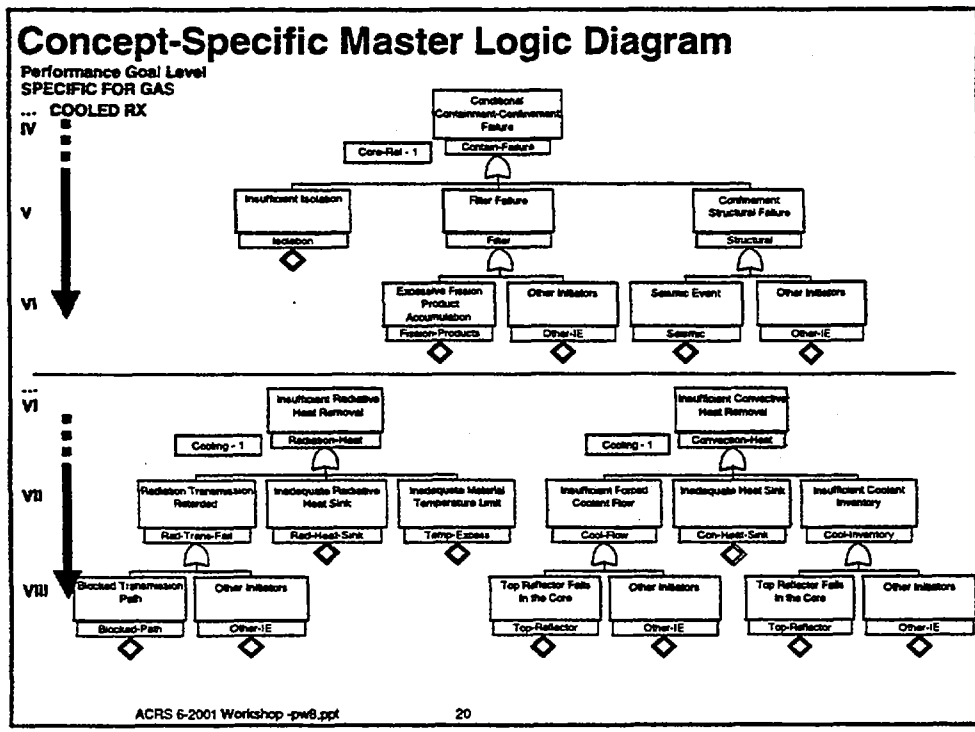 Concept-Specific Master Logic Diagram
Performance Goal Level
SPECIFIC FOR GAS
... COOLED RX
IV
Conditional
Containment-Confinement
Failure
Contain-Failure
Core-Rel - 1
V
Insufficient Isolation
Isolation
Filter Failure
Filter
Confinement
Structural Failure
Structural
VI
Excessive Fission
Product
Accumulation
Fission-Products
Other Initiators
Other-IE
Seismic Event
Seismic
Other Initiators
Other-IE
...
VI
Insufficient Radiative
Heat Removal
Radiation-Heat
Cooling - 1
Insufficient Convective
Heat Removal
Convection-Heat
Cooling - 1
VII
Radiation Transmission
Retarded
Rad-Trans-Fail
Inadequate Radiative
Heat Sink
Rad-Heat-Sink
Inadequate Material
Temperature Limit
Temp-Excess
Insufficient Forced
Coolant Flow
Cool-Flow
Inadequate Heat Sink
Con-Heat-Sink
Insufficient Coolant
Inventory
Cool-Inventory
VIII
Blocked Transmission
Path
Blocked-Path
Other Initiators
Other-IE
Top Reflector Falls
In the Core
Top-Reflector
Other Initiators
Other-IE
Top Reflector Falls
In the Core
Top-Reflector
Other Initiators
Other-IE
ACRS 6-2001 Workshop -pw8.ppt
20